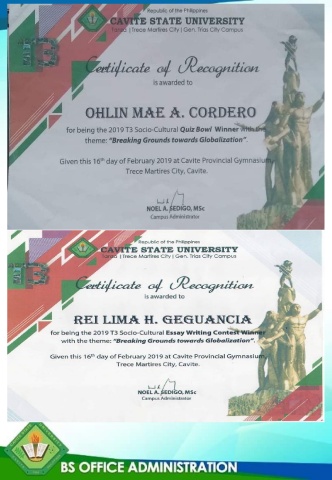 Republic of the Philippines
CAVITE STATE UNIVERSITY
Tanza | Trece Martires City | Gen. Trias City Campus
Certificate of Recognition
is awarded to
OHLIN MAE A. CORDERO
for being the 2019 T3 Socio-Cultural Quiz Bowl Winner with the
theme: "Breaking Grounds towards Globalization".
Given this 16th day of February 2019 at Cavite Provincial Gymnasium,
Trece Martires City, Cavite.
NOEL A. SEDIGO, MSc
Campus Administrator
Republic of the Philippines
CAVITE STATE UNIVERSITY
Tanza | Trece Martires City | Gen. Trias City Campus
Certificate of Recognition
is awarded to
REI LIMA H. GEGUANCIA
for being the 2019 T3 Socio-Cultural Essay Writing Contest Winner
with the theme: "Breaking Grounds towards Globalization".
Given this 16th day of February 2019 at Cavite Provincial Gymnasium,
Trece Martires City, Cavite.
NOEL A. SEDIGO, MSc
Campus Administrator
BS OFFICE ADMINISTRATION